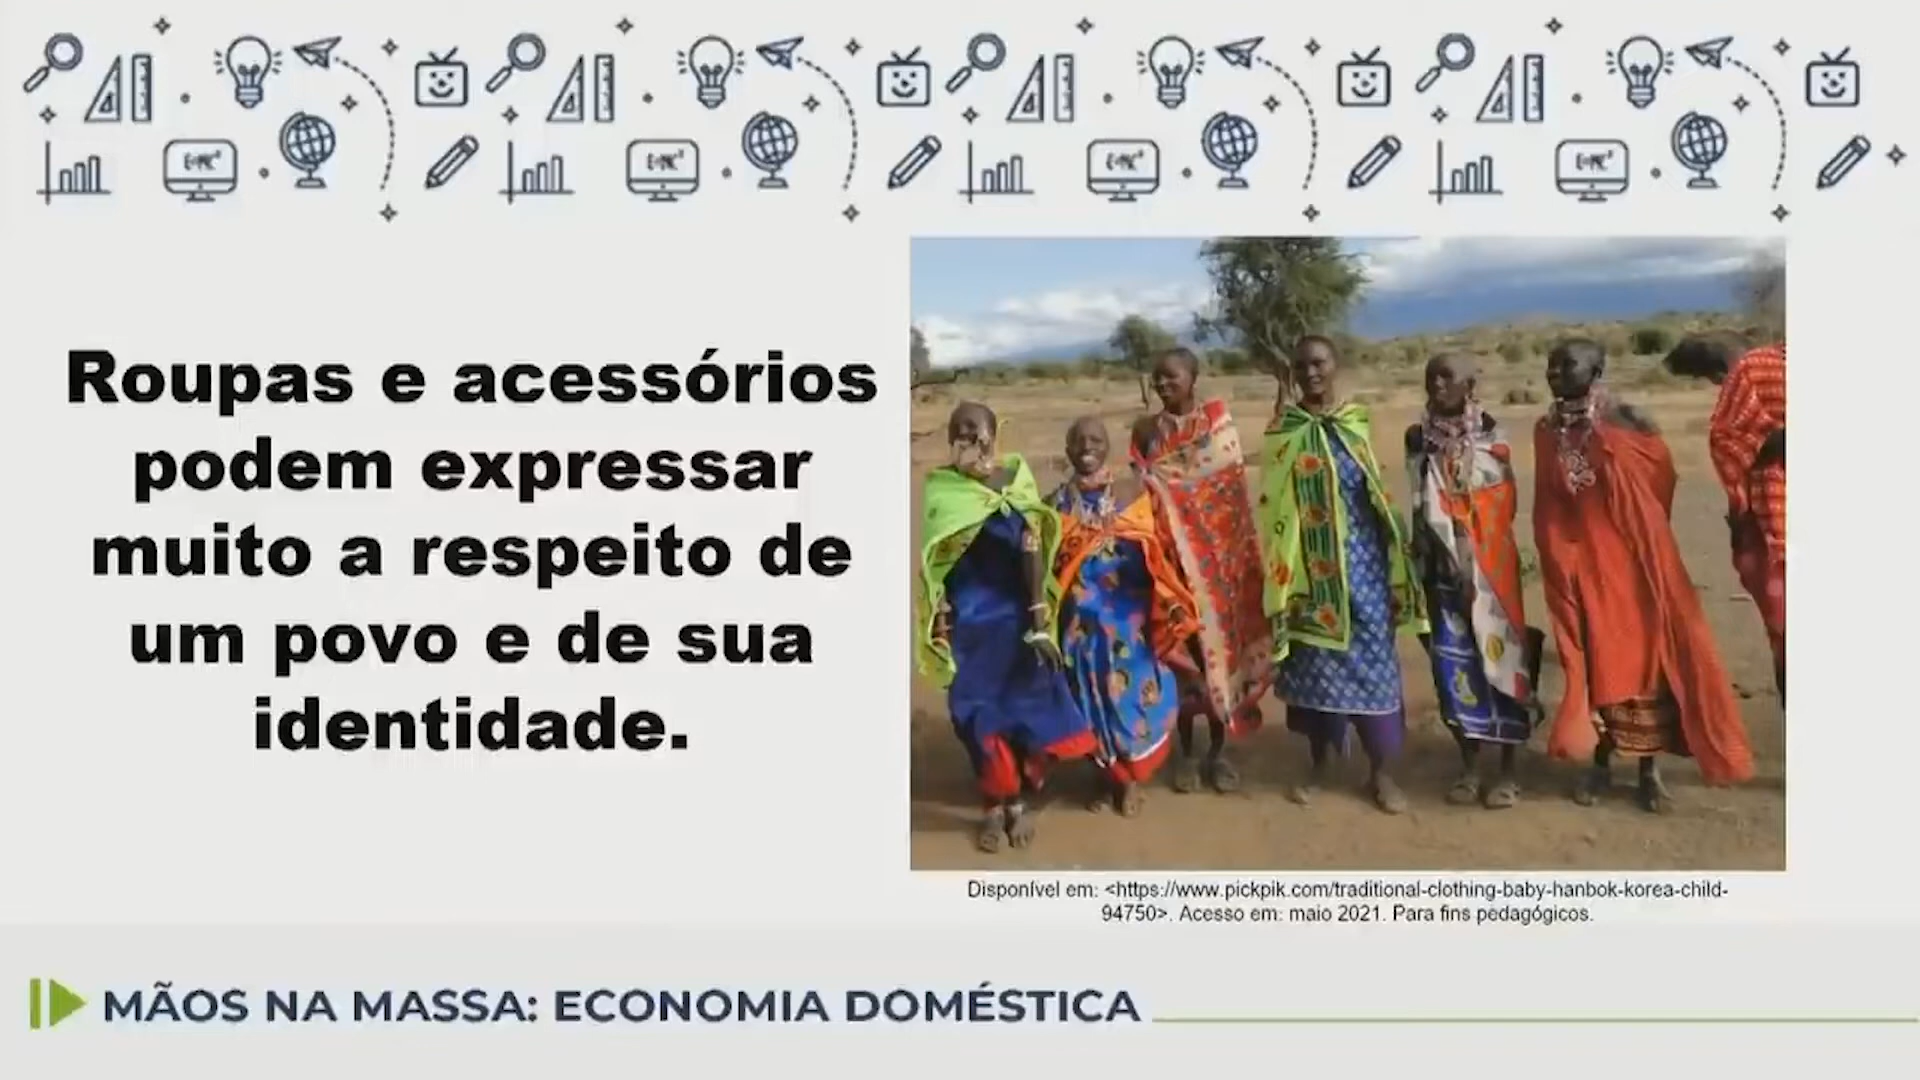 Roupas e acessórios
podem expressar
muito a respeito de
um povo e de sua
identidade.
Disponível em: <https://www.pickpik.com/traditional-clothing-baby-hanbok-korea-child-
94750>. Acesso em: maio 2021. Para fins pedagógicos.
MÃOS NA MASSA: ECONOMIA DOMÉSTICA